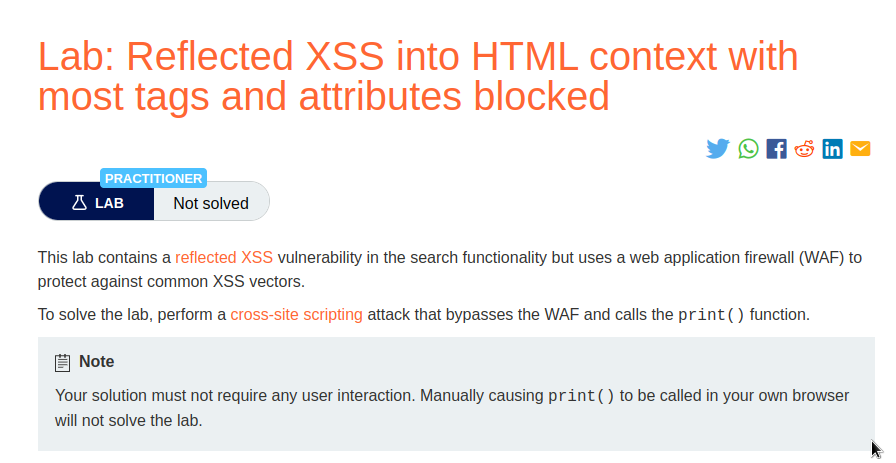 Lab: Reflected XSS into HTML context with
most tags and attributes blocked
PRACTITIONER
LAB
Not solved
This lab contains a reflected XSS vulnerability in the search functionality but uses a web application firewall (WAF) to
protect against common XSS vectors.
To solve the lab, perform a cross-site scripting attack that bypasses the WAF and calls the print() function.
Note
Your solution must not require any user interaction. Manually causing print() to be called in your own browser
will not solve the lab.